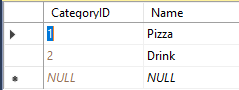 CategoryID Name
1 Pizza
2 Drink
NULL NULL